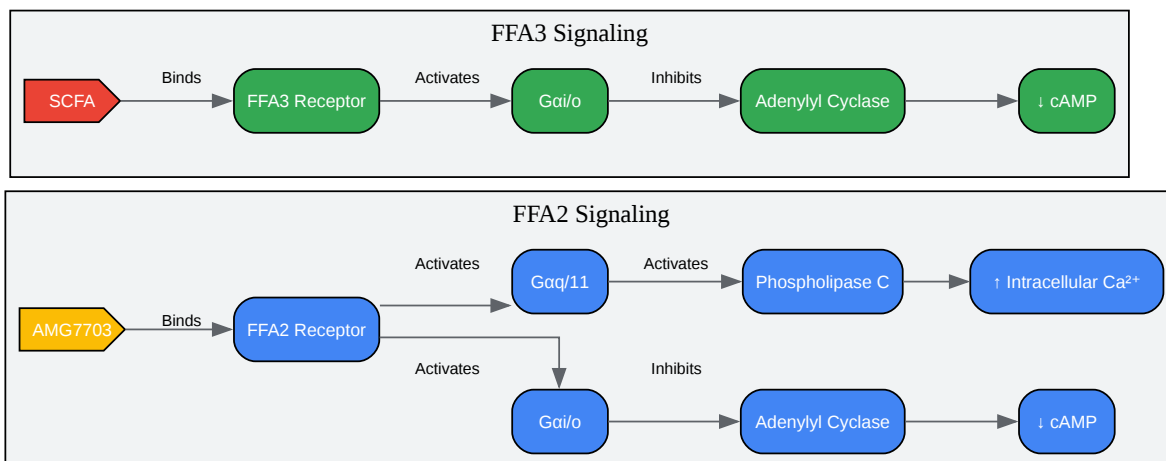 FFA3 Signaling
SCFA
Binds
FFA3 Receptor
Activates
Gαi/o
Inhibits
Adenylyl Cyclase
↓ cAMP
FFA2 Signaling
AMG7703
Binds
FFA2 Receptor
Activates
Gαq/11
Activates
Phospholipase C
↑ Intracellular Ca²⁺
Activates
Gαi/o
Inhibits
Adenylyl Cyclase
↓ cAMP